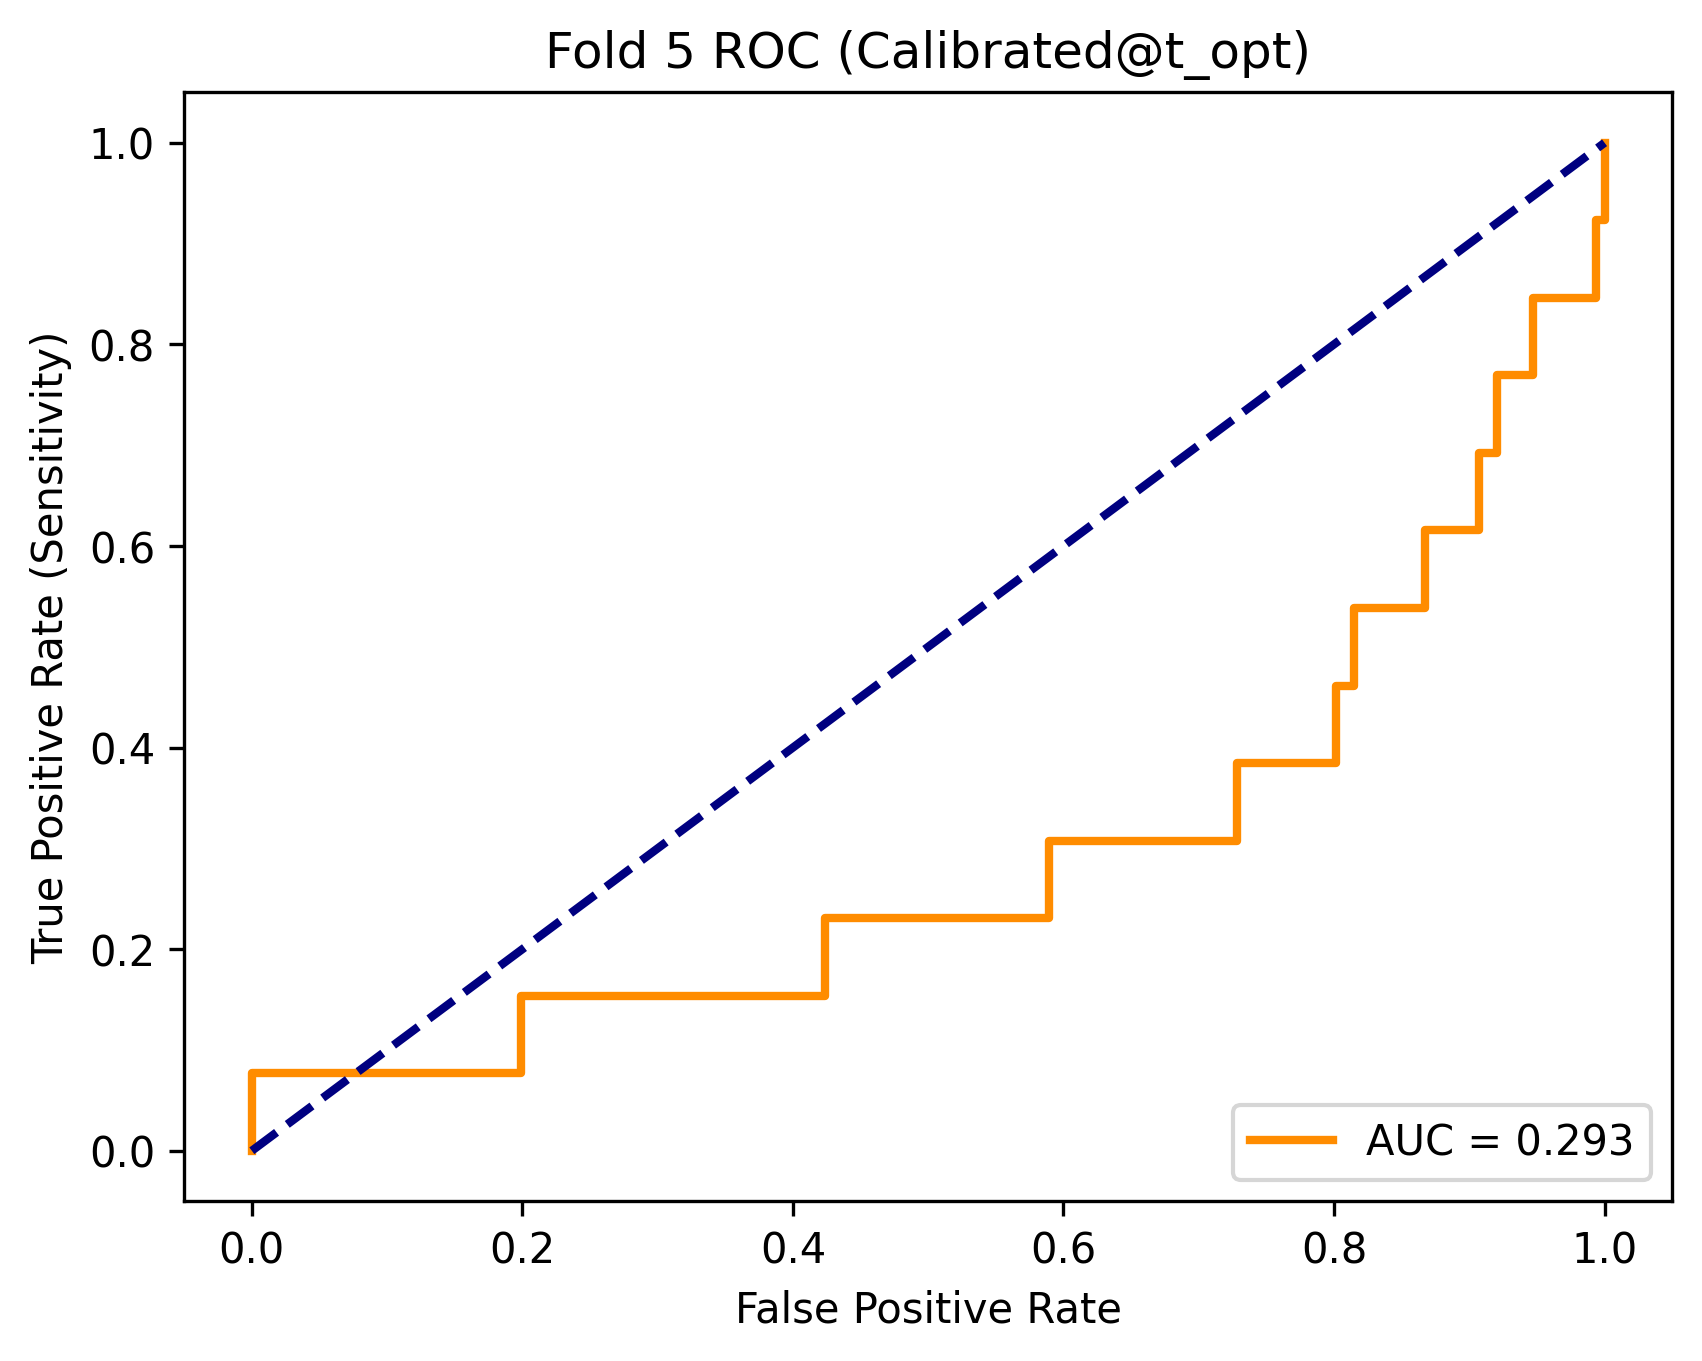 Fold 5 ROC (Calibrated@t_opt)
True Positive Rate (Sensitivity)
1.0
0.8
0.6
0.4
0.2
0.0
AUC = 0.293
0.0 0.2 0.4 0.6 0.8 1.0
False Positive Rate